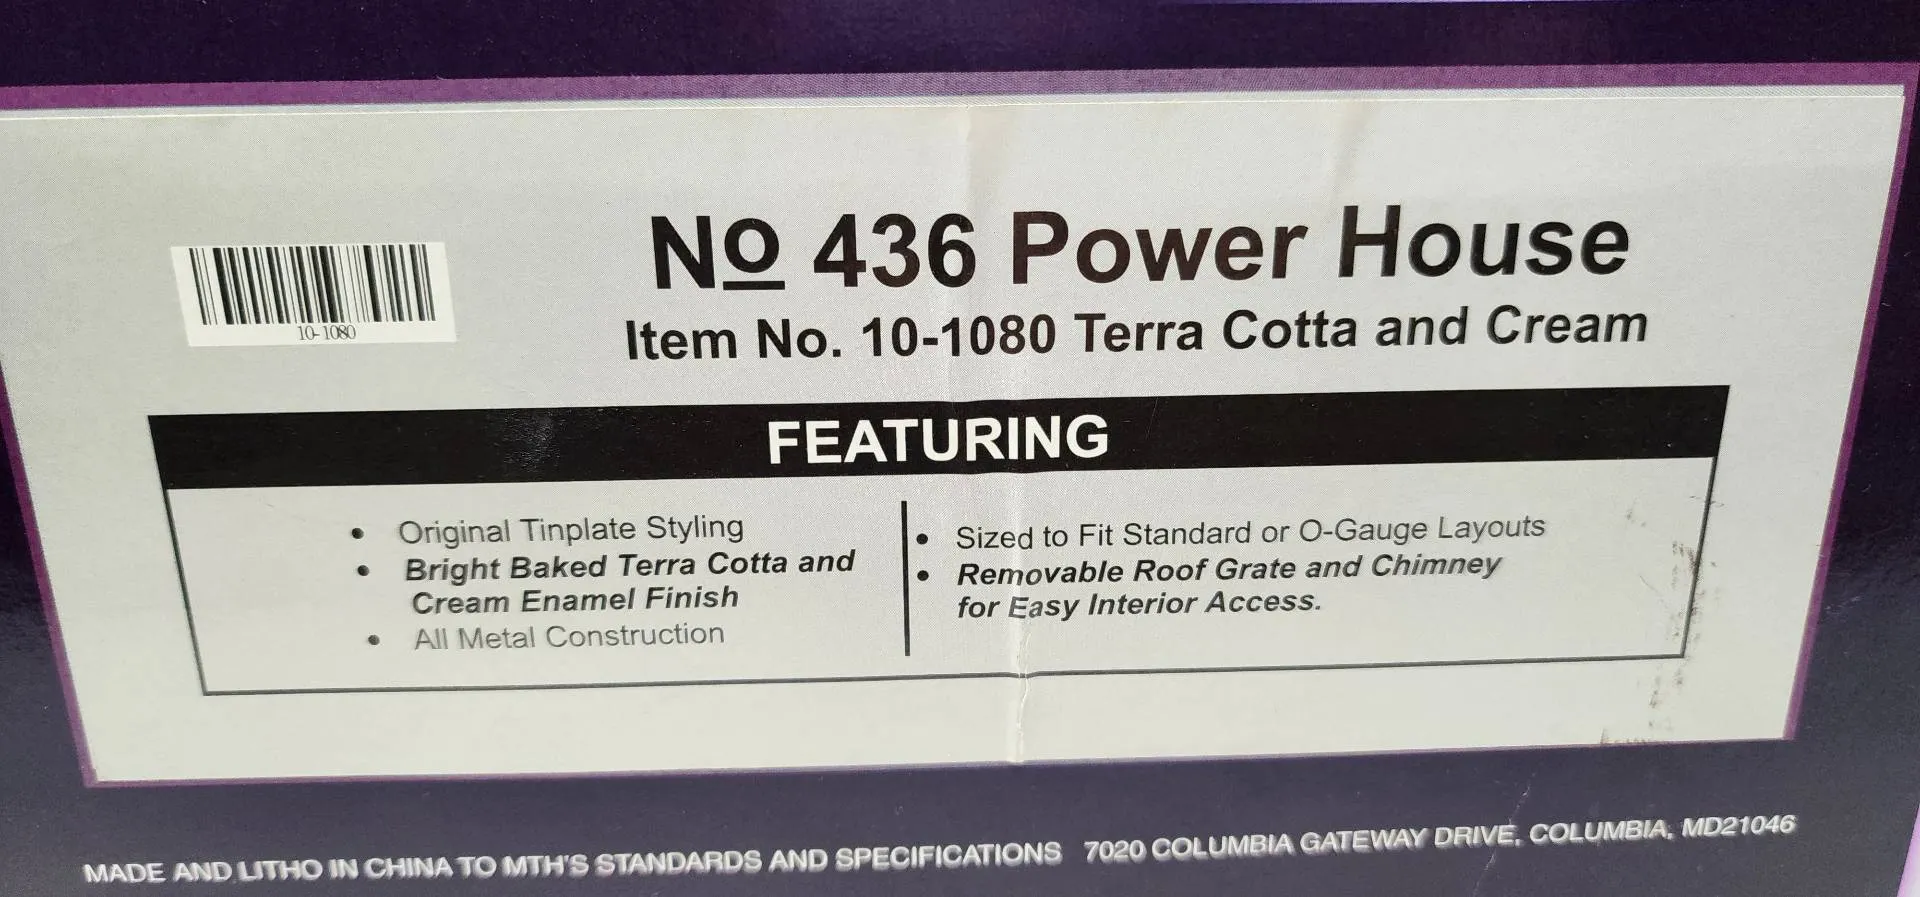 No 436 Power House
Item No. 10-1080 Terra Cotta and Cream
10-1080
FEATURING
• Original Tinplate Styling
• Bright Baked Terra Cotta and
Cream Enamel Finish
• All Metal Construction
• Sized to Fit Standard or O-Gauge Layouts
• Removable Roof Grate and Chimney
for Easy Interior Access.
MADE AND LITHO IN CHINA TO MTH'S STANDARDS AND SPECIFICATIONS 7020 COLUMBIA GATEWAY DRIVE, COLUMBIA, MD21046